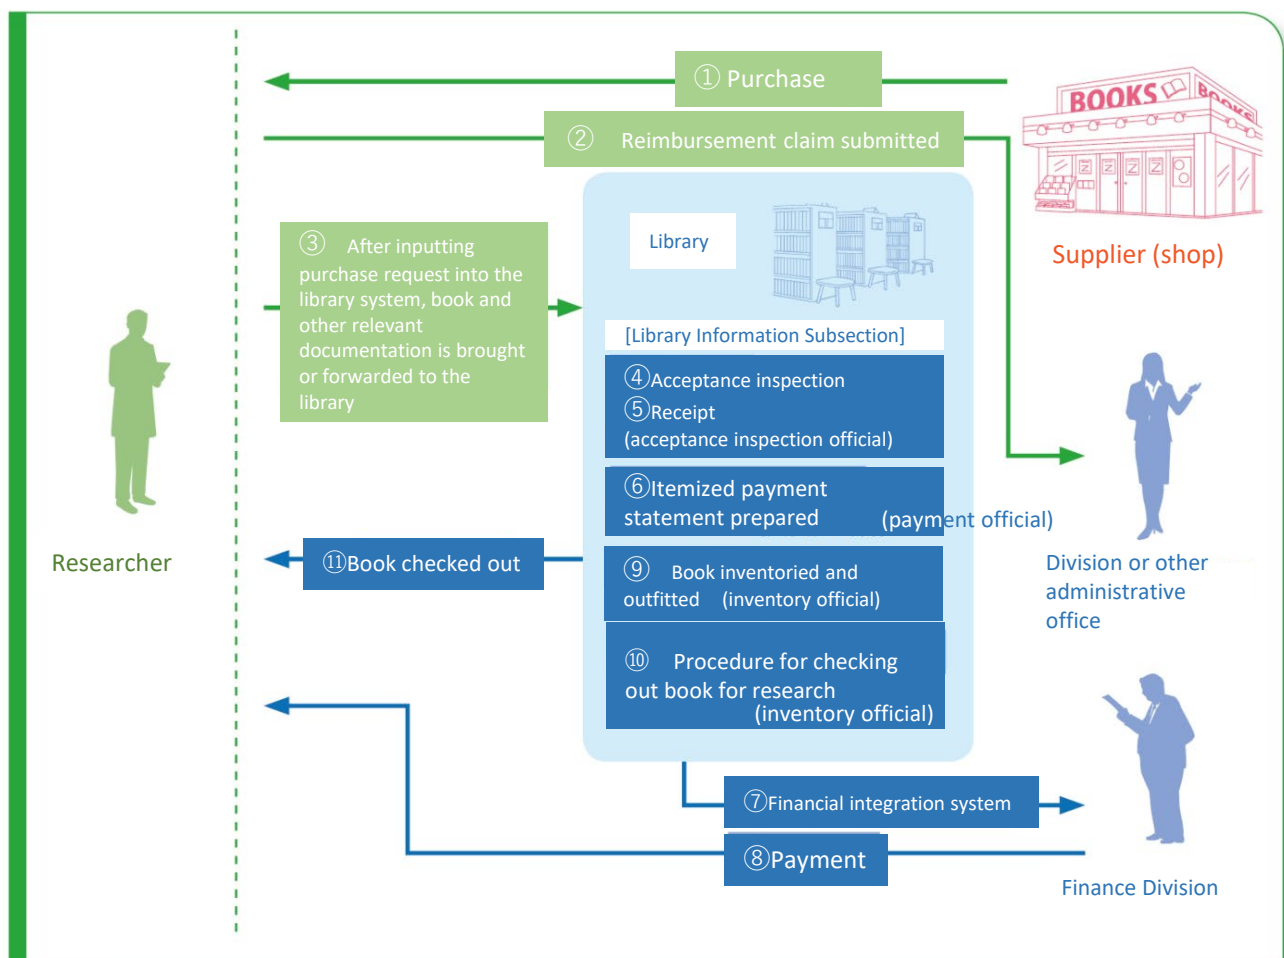 ① Purchase
BOOKS
BOOKS
② Reimbursement claim submitted
Supplier (shop)
Library
③ After inputting
purchase request into the
library system, book and
other relevant
documentation is brought
or forwarded to the
library
[Library Information Subsection]
④Acceptance inspection
⑤Receipt
(acceptance inspection official)
⑥Itemized payment
statement prepared (payment official)
Researcher
⑪Book checked out
⑨ Book inventoried and
outfitted (inventory official)
Division or other
administrative
office
⑩ Procedure for checking
out book for research
(inventory official)
⑦Financial integration system
⑧Payment
Finance Division